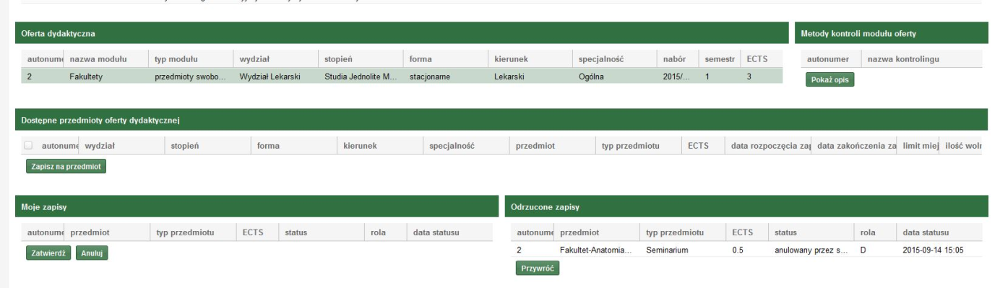 Oferta dydaktyczna
autonume nazwa modułu typ modułu wydział stopień forma kierunek specjalność nabór semestr ECTS
2 Fakultety przedmioty swobo... Wydział Lekarski Studia Jednolite M... stacjonarne Lekarski Ogólna 2015/... 1 3
Metody kontroli modułu oferty
autonumer nazwa kontrolingu
Pokaż opis
Dostępne przedmioty oferty dydaktycznej
autonume wydział stopień forma kierunek specjalność przedmiot typ przedmiotu ECTS data rozpoczęcia zap data zakończenia za limit miej ilość woln
Zapisz na przedmiot
Moje zapisy
autonume przedmiot typ przedmiotu ECTS status rola data statusu
Zatwierdź Anuluj
Odrzucone zapisy
autonume przedmiot typ przedmiotu ECTS status rola data statusu
2 Fakultet-Anatomia... Seminarium 0.5 anulowany przez s... D 2015-09-14 15:05
Przywróć